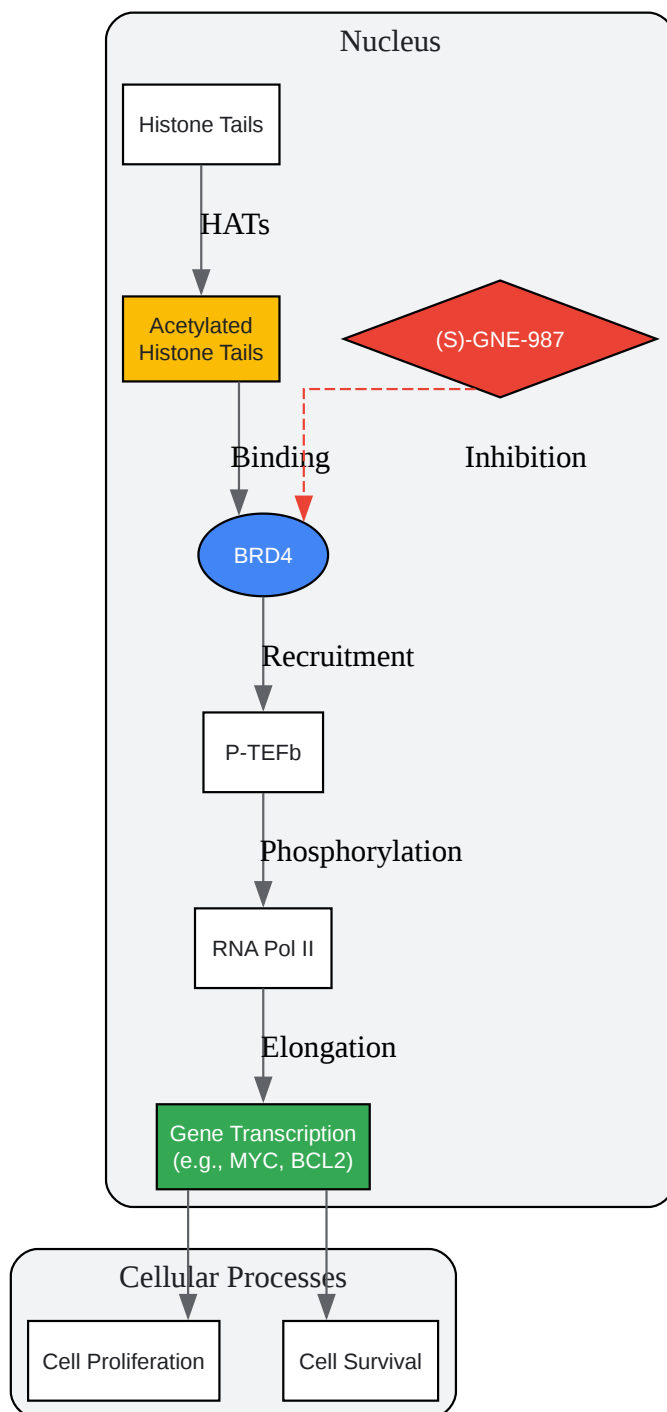 Nucleus
Histone Tails
HATs
Acetylated
Histone Tails
(S)-GNE-987
Binding
Inhibition
BRD4
Recruitment
P-TEFb
Phosphorylation
RNA Pol II
Elongation
Gene Transcription
(e.g., MYC, BCL2)
Cellular Processes
Cell Proliferation
Cell Survival